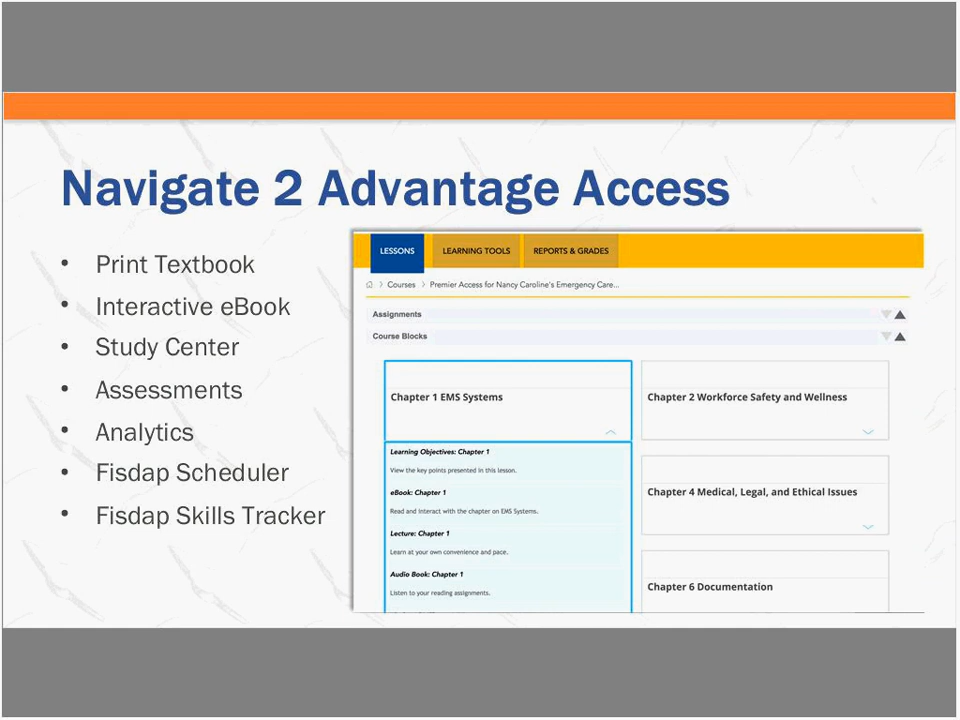 Navigate 2 Advantage Access
• Print Textbook
• Interactive eBook
• Study Center
• Assessments
• Analytics
• Fisdap Scheduler
• Fisdap Skills Tracker
LESSONS LEARNING TOOLS REPORTS & GRADES
> Courses > Premier Access for Nancy Caroline's Emergency Care...
Assignments
Course Blocks
Chapter 1 EMS Systems
Learning Objectives: Chapter 1
View the key points presented in this lesson.
eBook: Chapter 1
Read and interact with the chapter on EMS Systems.
Lecture: Chapter 1
Learn at your own convenience and pace.
Audio Book: Chapter 1
Listen to your reading assignments.
Chapter 2 Workforce Safety and Wellness
Chapter 4 Medical, Legal, and Ethical Issues
Chapter 6 Documentation